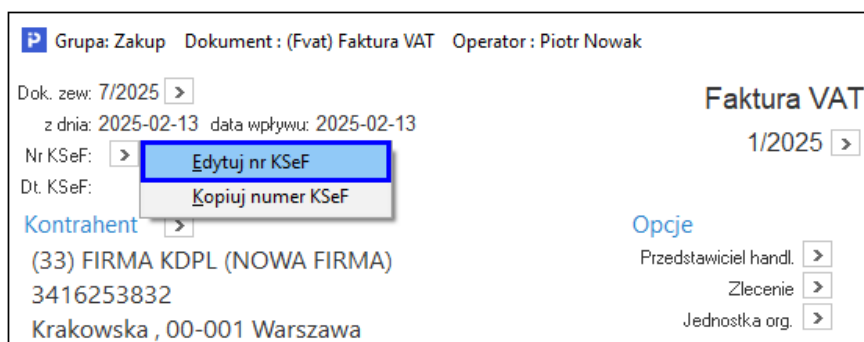 Grupa: Zakup Dokument : (Fvat) Faktura VAT Operator : Piotr Nowak
Dok. zew: 7/2025 >
Faktura VAT
z dnia: 2025-02-13 data wpływu: 2025-02-13
1/2025 >
Nr KSeF: >
Edytuj nr KSeF
Dt. KSeF:
Kopiuj numer KSeF
Kontrahent >
Opcje
(33) FIRMA KDPL (NOWA FIRMA)
Przedstawiciel handl. >
3416253832
Zlecenie >
Krakowska , 00-001 Warszawa
Jednostka org. >